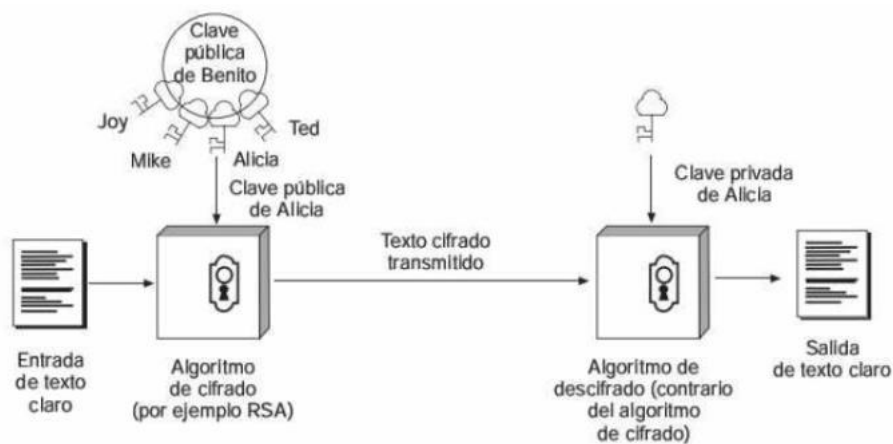 Clave
pública
de Benito
Joy
Mike
Alicia
Ted
Clave pública
de Alicia
Clave privada
de Alicia
Texto cifrado
transmitido
Entrada
de texto
claro
Algoritmo
de cifrado
(por ejemplo RSA)
Algoritmo de
descifrado (contrario
del algoritmo
de cifrado)
Salida
de texto claro